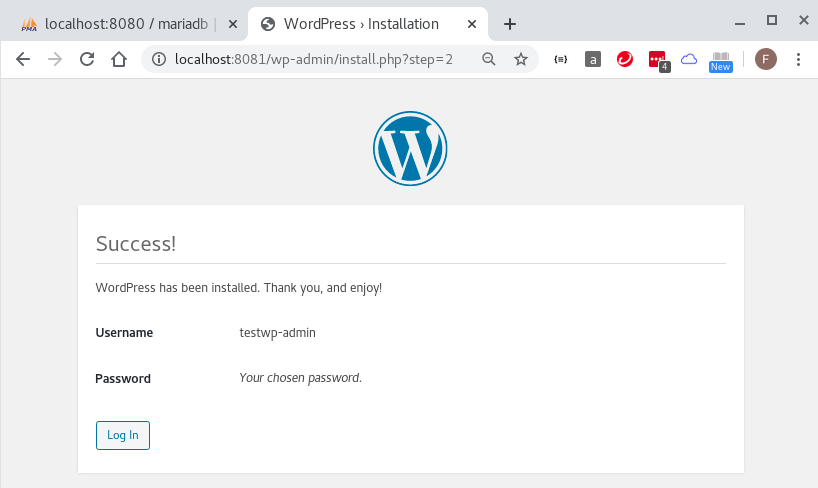 PMA localhost:8080 / mariadb |
WordPress › Installation
localhost:8081/wp-admin/install.php?step=2
a
4
New
F
W
Success!
WordPress has been installed. Thank you, and enjoy!
Username testwp-admin
Password Your chosen password.
Log In